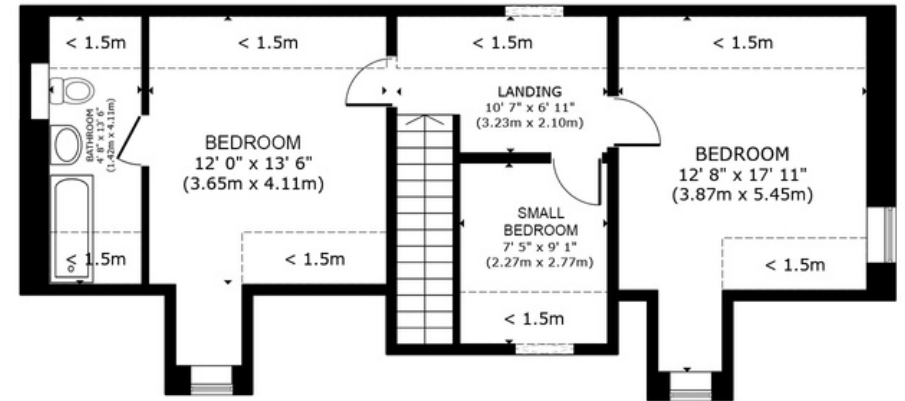 < 1.5m
< 1.5m
< 1.5m
< 1.5m
BATHROOM
4' 8" x 13' 6"
(1.42m x 4.11m)
BEDROOM
12' 0" x 13' 6"
(3.65m x 4.11m)
LANDING
10' 7" x 6' 11"
(3.23m x 2.10m)
BEDROOM
12' 8" x 17' 11"
(3.87m x 5.45m)
SMALL
BEDROOM
7' 5" x 9' 1"
(2.27m x 2.77m)
< 1.5m
< 1.5m
< 1.5m
< 1.5m